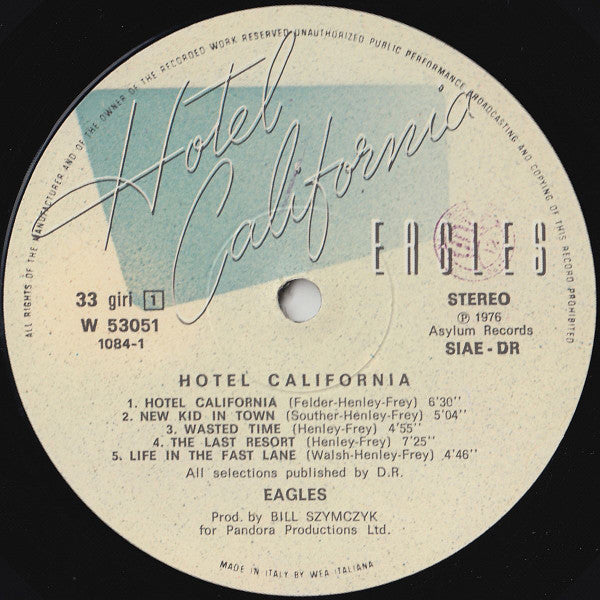 ALL RIGHTS OF THE MANUFACTURER AND OF THE OWNER OF THE RECORDED WORK RESERVED UNAUTHORIZED PUBLIC PERFORMANCE BROADCASTING AND COPYING OF THIS RECORD PROHIBITED
Hotel
California
EAGLES
33 giri 1
W 53051
1084-1
STEREO
℗ 1976
Asylum Records
SIAE - DR
HOTEL CALIFORNIA
1. HOTEL CALIFORNIA (Felder-Henley-Frey) 6'30''
2. NEW KID IN TOWN (Souther-Henley-Frey) 5'04''
3. WASTED TIME (Henley-Frey) 4'55''
4. THE LAST RESORT (Henley-Frey) 7'25''
5. LIFE IN THE FAST LANE (Walsh-Henley-Frey) 4'46''
All selections published by D.R.
EAGLES
Prod. by BILL SZYMCZYK
for Pandora Productions Ltd.
MADE IN ITALY BY WEA ITALIANA